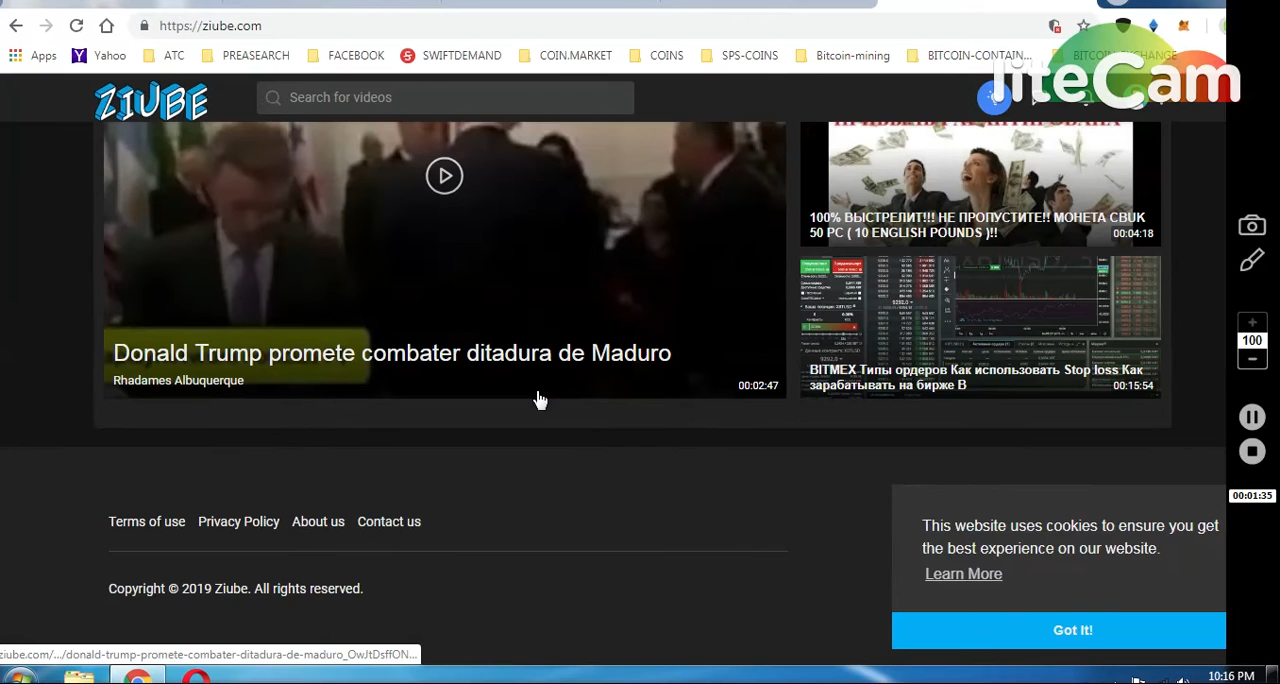 https://ziube.com
Apps Yahoo ATC PREASEARCH FACEBOOK SWIFTDEMAND COIN.MARKET COINS SPS-COINS Bitcoin-mining BITCOIN-CONTAIN... BITCOIN-EXCHANGE
liteCam
ZIUBE
Search for videos
100% ВЫСТРЕЛИТ!!! НЕ ПРОПУСТИТЕ!! МОНЕТА CBUK
50 PC ( 10 ENGLISH POUNDS )!!
00:04:18
100
Donald Trump promete combater ditadura de Maduro
Rhadames Albuquerque
00:02:47
BITMEX Типы ордеров Как использовать Stop loss Как
зарабатывать на бирже B
00:15:54
00:01:35
Terms of use Privacy Policy About us Contact us
This website uses cookies to ensure you get
the best experience on our website.
Learn More
Copyright © 2019 Ziube. All rights reserved.
Got It!
ziube.com/.../donald-trump-promete-combater-ditadura-de-maduro_OwJtDsffON...
10:16 PM